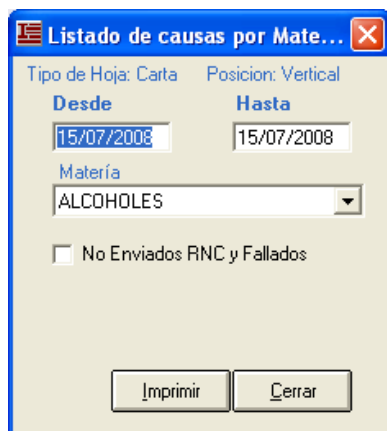 Listado de causas por Mate...
Tipo de Hoja: Carta Posicion: Vertical
Desde Hasta
15/07/2008 15/07/2008
Matería
ALCOHOLES
No Enviados RNC y Fallados
Imprimir Cerrar